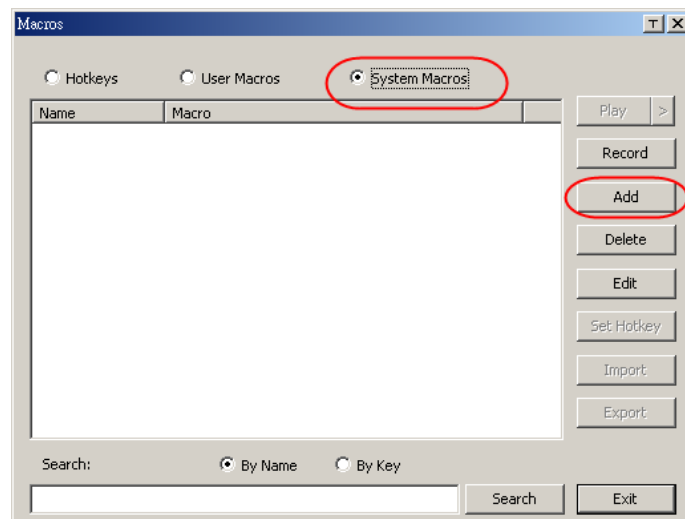 Macros
Hotkeys User Macros System Macros
Name Macro
Play >
Record
Add
Delete
Edit
Set Hotkey
Import
Export
Search: By Name By Key
Search Exit